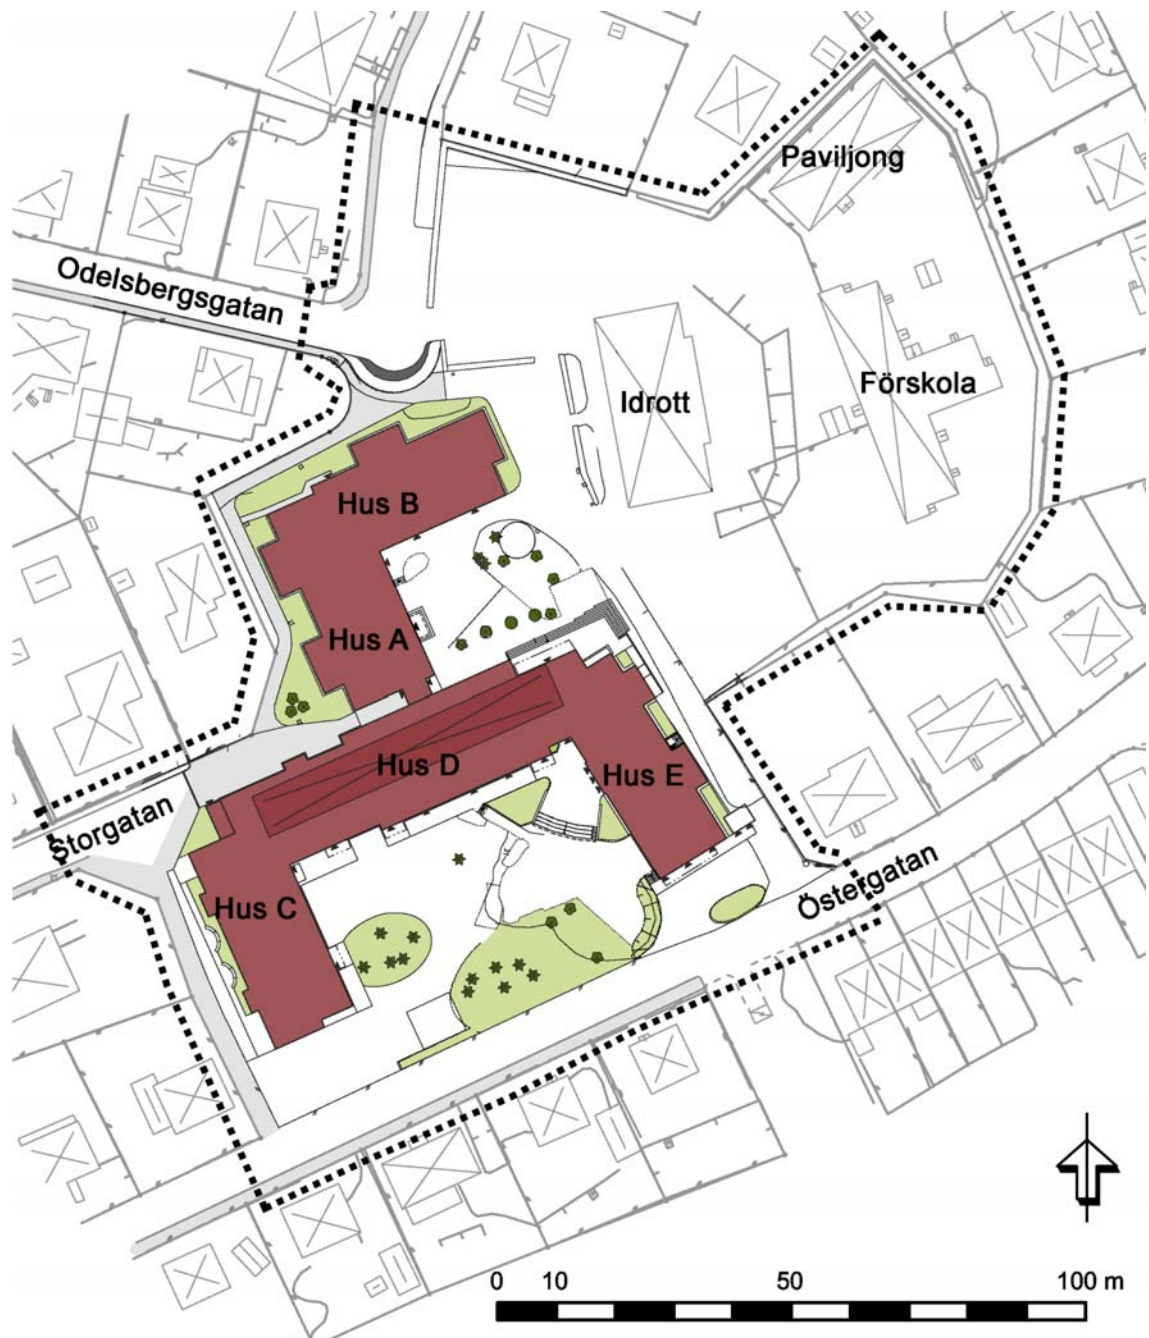 Paviljong
Odelsbergsgatan
Förskola
Idrott
Hus B
Hus A
Hus D
Hus E
Storgatan
Östergatan
Hus C
0 10 50 100 m